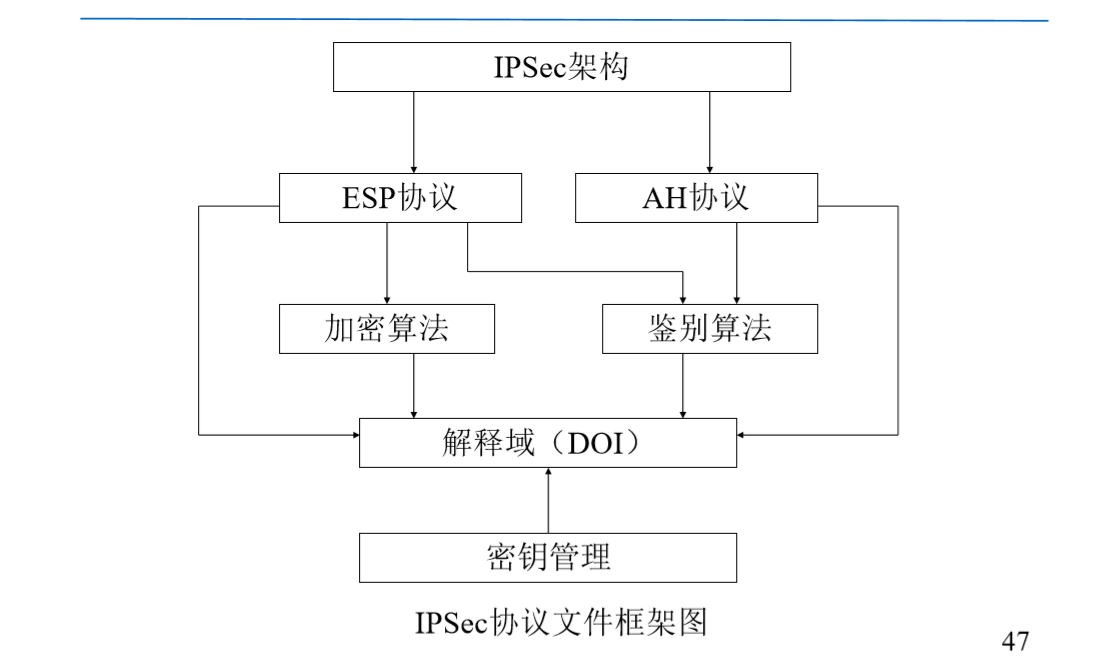 IPSec架构
ESP协议
AH协议
加密算法
鉴别算法
解释域（DOI）
密钥管理
IPSec协议文件框架图
47